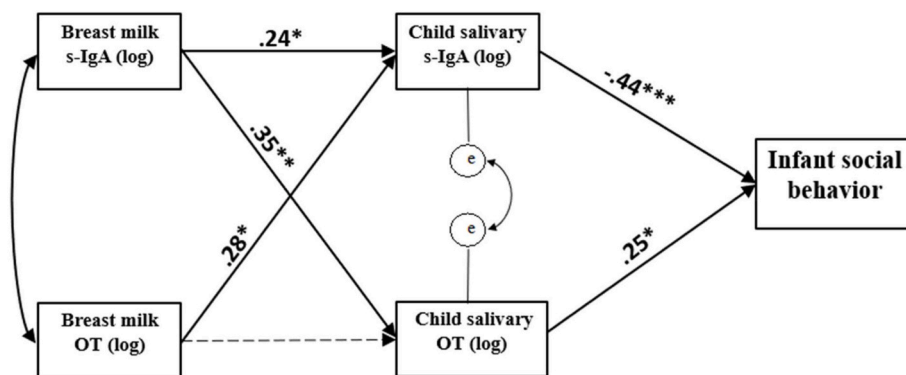 Breast milk
s-IgA (log)
.24*
Child salivary
s-IgA (log)
-.44***
.35**
e
Infant social
behavior
e
.28*
.25*
Breast milk
OT (log)
Child salivary
OT (log)